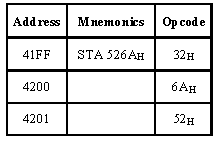 Address Mnemonics Opcode
41FF STA 526AH 32H
4200 6AH
4201 52H